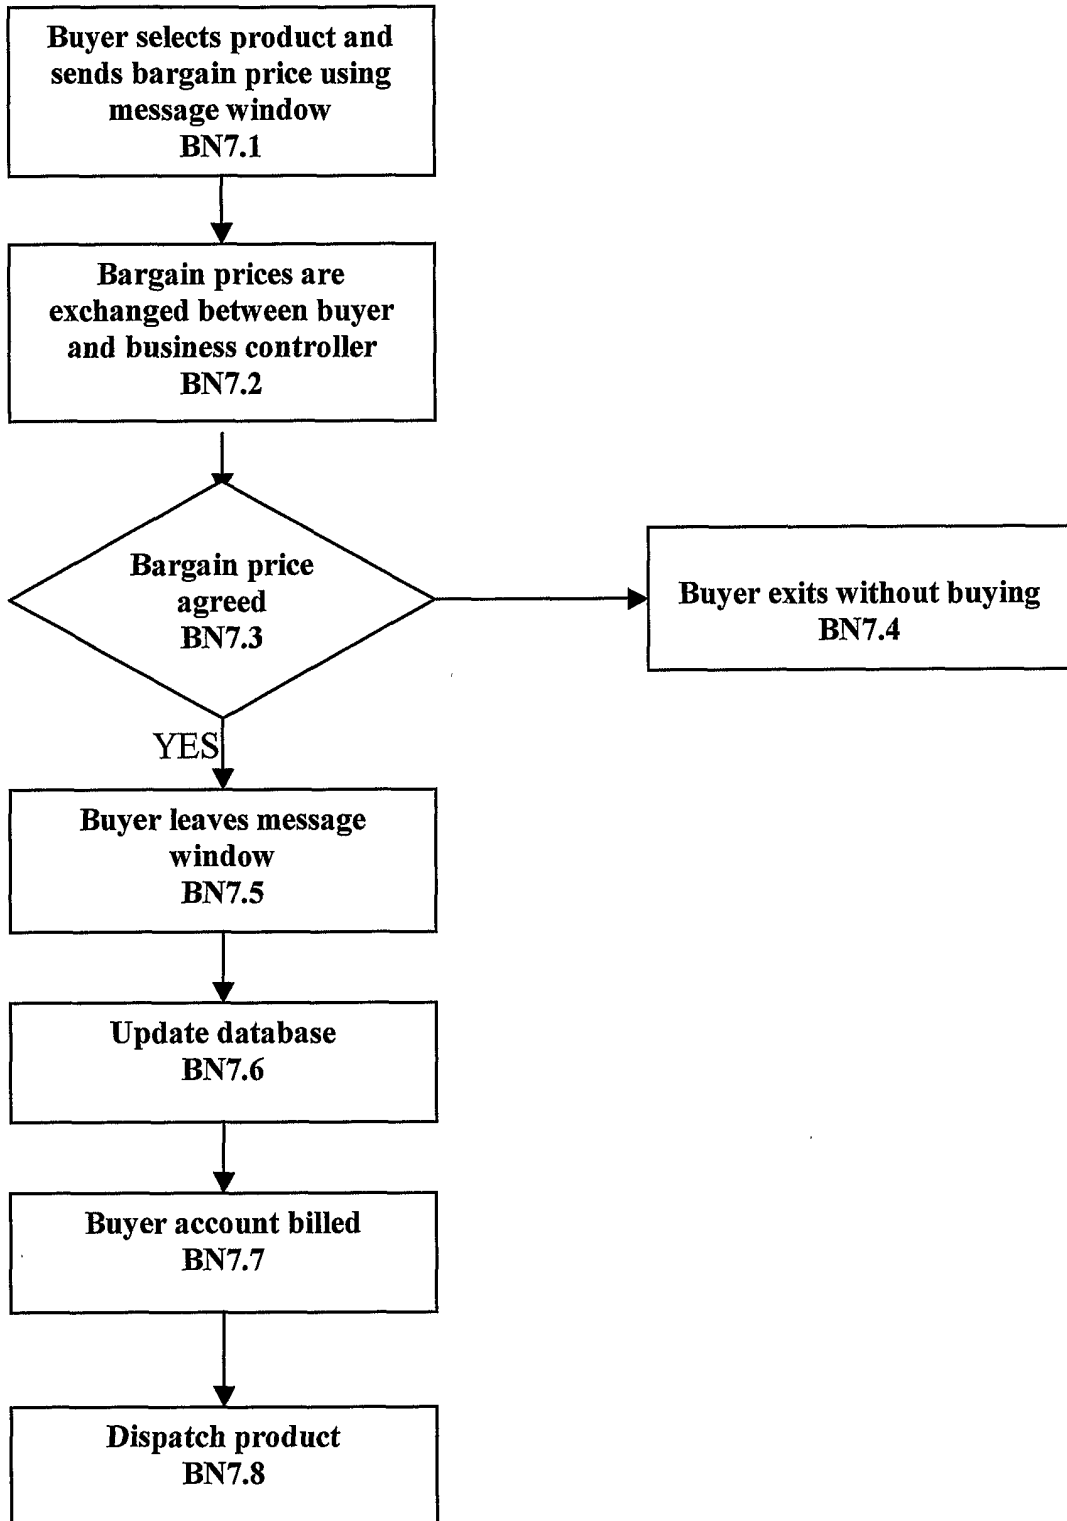 Buyer selects product and
sends bargain price using
message window
BN7.1
Bargain prices are
exchanged between buyer
and business controller
BN7.2
Bargain price
agreed
BN7.3
Buyer exits without buying
BN7.4
YES
Buyer leaves message
window
BN7.5
Update database
BN7.6
Buyer account billed
BN7.7
Dispatch product
BN7.8